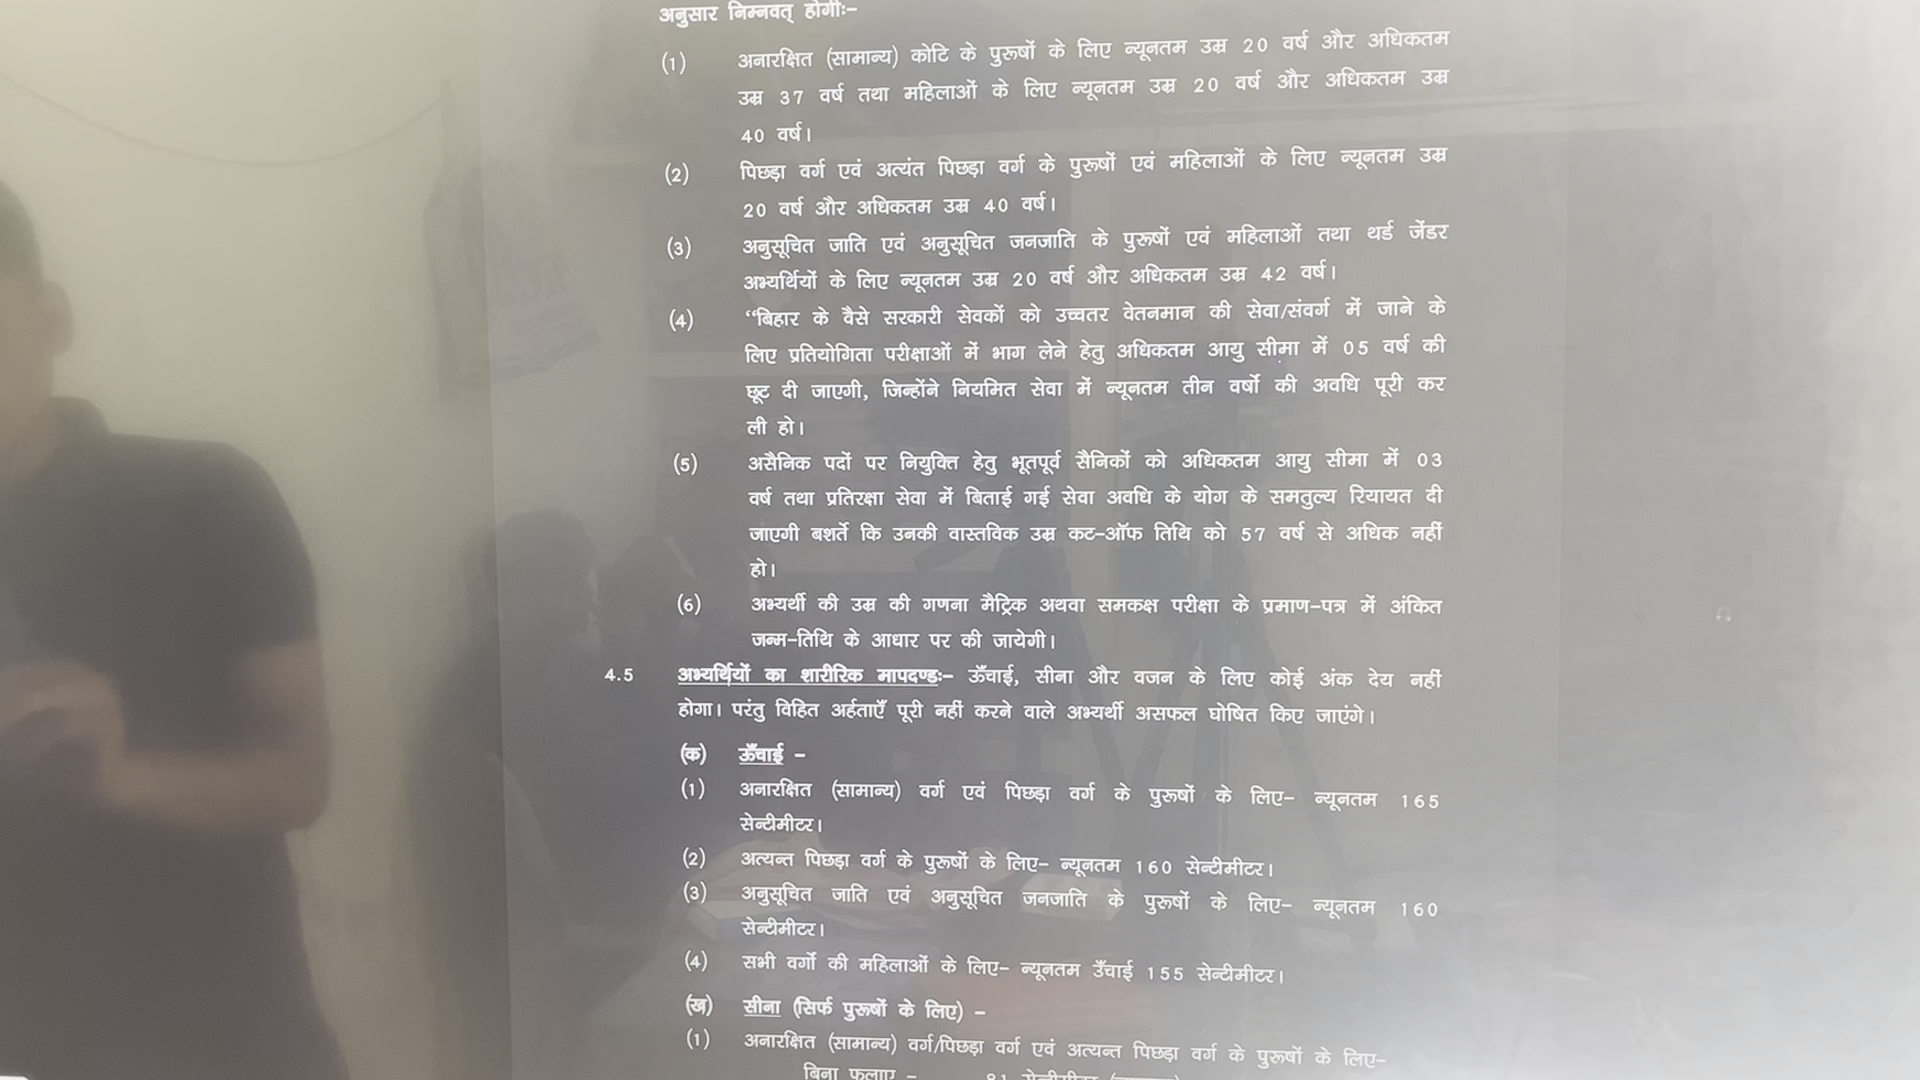 अनुसार निम्नवत् होगीः-
(1) अनारक्षित (सामान्य) कोटि के पुरूषों के लिए न्यूनतम उम्र 20 वर्ष और अधिकतम
उम्र 37 वर्ष तथा महिलाओं के लिए न्यूनतम उम्र 20 वर्ष और अधिकतम उम्र
40 वर्ष।
(2) पिछड़ा वर्ग एवं अत्यंत पिछड़ा वर्ग के पुरूषों एवं महिलाओं के लिए न्यूनतम उम्र
20 वर्ष और अधिकतम उम्र 40 वर्ष।
(3) अनुसूचित जाति एवं अनुसूचित जनजाति के पुरूषों एवं महिलाओं तथा थर्ड जेंडर
अभ्यर्थियों के लिए न्यूनतम उम्र 20 वर्ष और अधिकतम उम्र 42 वर्ष।
(4) “बिहार के वैसे सरकारी सेवकों को उच्चतर वेतनमान की सेवा/संवर्ग में जाने के
लिए प्रतियोगिता परीक्षाओं में भाग लेने हेतु अधिकतम आयु सीमा में 05 वर्ष की
छूट दी जाएगी, जिन्होंने नियमित सेवा में न्यूनतम तीन वर्षों की अवधि पूरी कर
ली हो।
(5) असैनिक पदों पर नियुक्ति हेतु भूतपूर्व सैनिकों को अधिकतम आयु सीमा में 03
वर्ष तथा प्रतिरक्षा सेवा में बिताई गई सेवा अवधि के योग के समतुल्य रियायत दी
जाएगी बशर्ते कि उनकी वास्तविक उम्र कट-ऑफ तिथि को 57 वर्ष से अधिक नहीं
हो।
(6) अभ्यर्थी की उम्र की गणना मैट्रिक अथवा समकक्ष परीक्षा के प्रमाण-पत्र में अंकित
जन्म-तिथि के आधार पर की जायेगी।
4.5 अभ्यर्थियों का शारीरिक मापदण्डः- ऊँचाई, सीना और वजन के लिए कोई अंक देय नहीं
होगा। परंतु विहित अर्हताएँ पूरी नहीं करने वाले अभ्यर्थी असफल घोषित किए जाएंगे।
(क) ऊँचाई -
(1) अनारक्षित (सामान्य) वर्ग एवं पिछड़ा वर्ग के पुरूषों के लिए- न्यूनतम 165
सेन्टीमीटर।
(2) अत्यन्त पिछड़ा वर्ग के पुरूषों के लिए- न्यूनतम 160 सेन्टीमीटर।
(3) अनुसूचित जाति एवं अनुसूचित जनजाति के पुरूषों के लिए- न्यूनतम 160
सेन्टीमीटर।
(4) सभी वर्गों की महिलाओं के लिए- न्यूनतम उँचाई 155 सेन्टीमीटर।
(ख) सीना (सिर्फ पुरूषों के लिए) -
(1) अनारक्षित (सामान्य) वर्ग/पिछड़ा वर्ग एवं अत्यन्त पिछड़ा वर्ग के पुरूषों के लिए-
बिना फुलाए - 81 सेन्टीमीटर